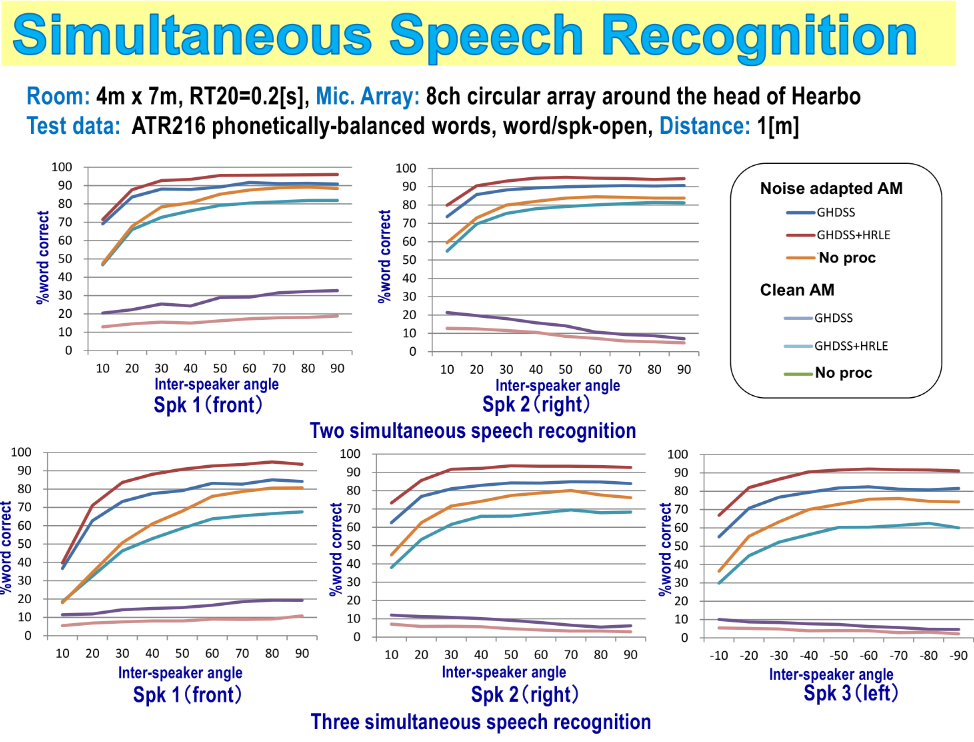 Simultaneous Speech Recognition
Room: 4m x 7m, RT20=0.2[s], Mic. Array: 8ch circular array around the head of Hearbo
Test data: ATR216 phonetically-balanced words, word/spk-open, Distance: 1[m]
%word correct
100
90
80
70
60
50
40
30
20
10
0
10 20 30 40 50 60 70 80 90
Inter-speaker angle
Spk 1(front)
%word correct
100
90
80
70
60
50
40
30
20
10
0
10 20 30 40 50 60 70 80 90
Inter-speaker angle
Spk 2(right)
Noise adapted AM
GHDSS
GHDSS+HRLE
No proc
Clean AM
GHDSS
GHDSS+HRLE
No proc
Two simultaneous speech recognition
%word correct
100
90
80
70
60
50
40
30
20
10
0
10 20 30 40 50 60 70 80 90
Inter-speaker angle
Spk 1(front)
%word correct
100
90
80
70
60
50
40
30
20
10
0
10 20 30 40 50 60 70 80 90
Inter-speaker angle
Spk 2(right)
%word correct
100
90
80
70
60
50
40
30
20
10
0
-10 -20 -30 -40 -50 -60 -70 -80 -90
Inter-speaker angle
Spk 3(left)
Three simultaneous speech recognition